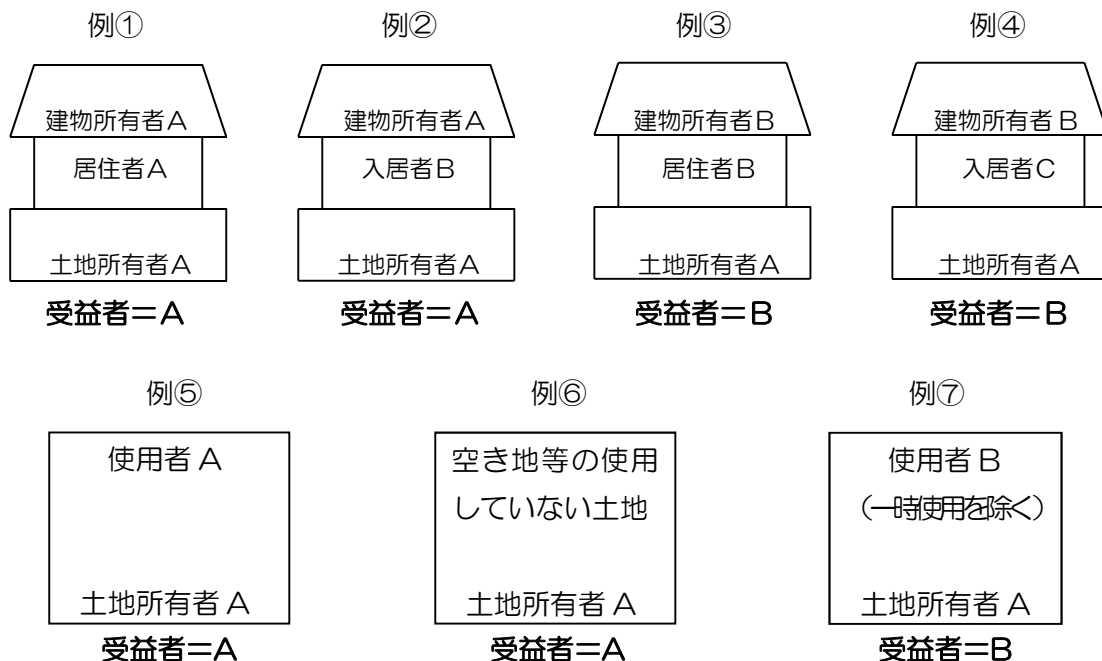 例①
例②
例③
例④
建物所有者A
居住者A
土地所有者A
受益者＝A
建物所有者A
入居者B
土地所有者A
受益者＝A
建物所有者B
居住者B
土地所有者A
受益者＝B
建物所有者B
入居者C
土地所有者A
受益者＝B
例⑤
例⑥
例⑦
使用者A
土地所有者A
受益者＝A
空き地等の使用
していない土地
土地所有者A
受益者＝A
使用者B
（一時使用を除く）
土地所有者A
受益者＝B